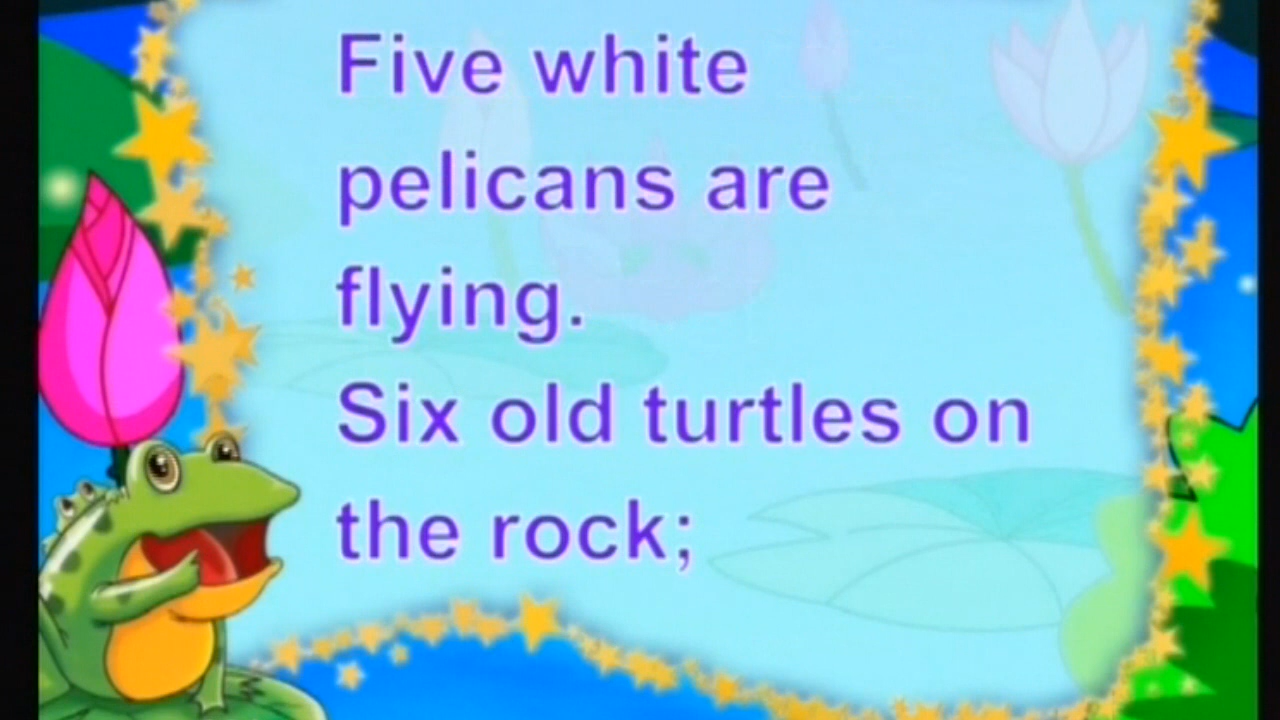 Five white
pelicans are
flying.
Six old turtles on
the rock;